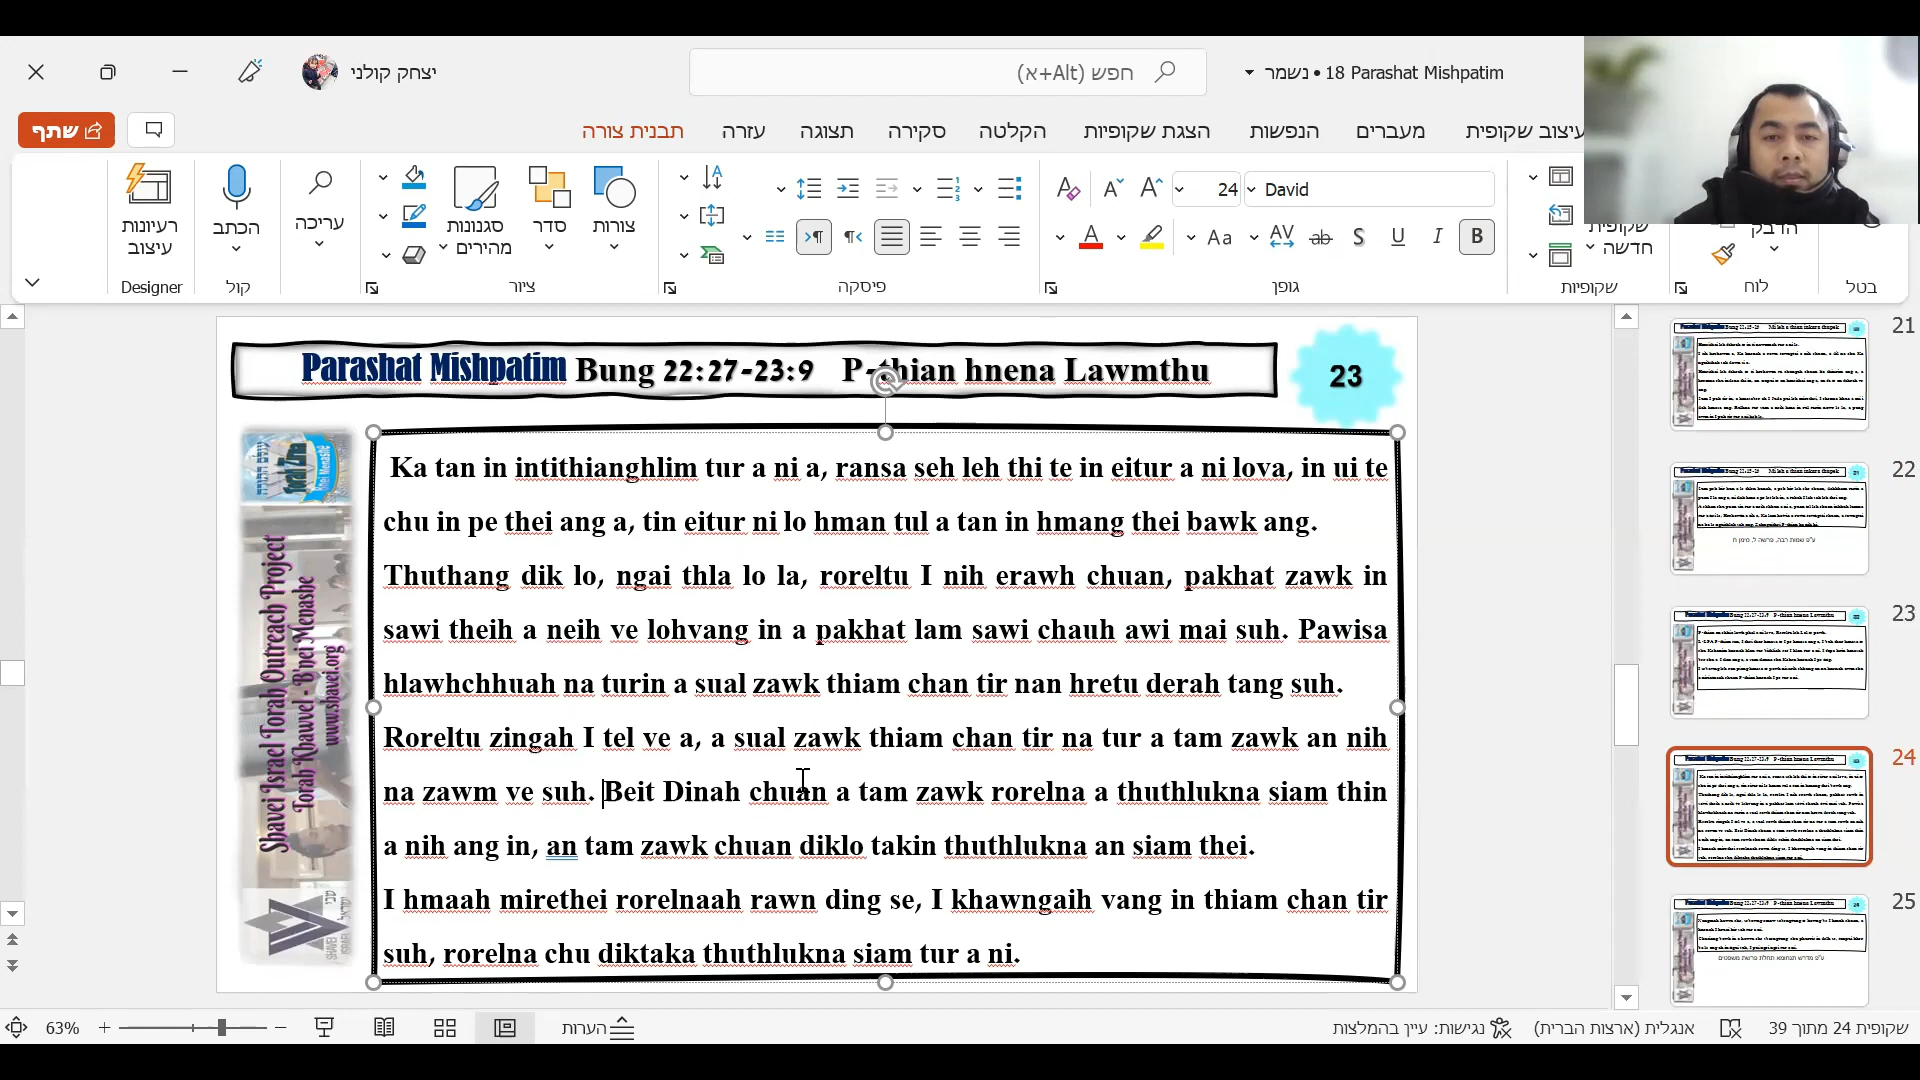 יצחק קולני
חפש (Alt+א)
18 Parashat Mishpatim • נשמר
שתף
תבנית צורה
עזרה
תצוגה
סקירה
הקלטה
הצגת שקופיות
הנפשות
מעברים
עיצוב שקופית
רעיונות
עיצוב
הכתב
עריכה
סגנונות
מהירים
סדר
צורות
24
David
שקופית
חדשה
הדבק
Designer
קול
ציור
פיסקה
גופן
שקופיות
לוח
בטל
Parashat Mishpatim Bung 22:27-23:9 P-thian hnena Lawmthu
23
Shavei Israel Torah Outreach Project
Torah Khawvel - B'nei Menashe
www.shavei.org
Ka tan in intithianghlim tur a ni a, ransa seh leh thi te in eitur a ni lova, in ui te
chu in pe thei ang a, tin eitur ni lo hman tul a tan in hmang thei bawk ang.
Thuthang dik lo, ngai thla lo la, roreltu I nih erawh chuan, pakhat zawk in
sawi theih a neih ve lohvang in a pakhat lam sawi chauh awi mai suh. Pawisa
hlawhchhuah na turin a sual zawk thiam chan tir nan hretu derah tang suh.
Roreltu zingah I tel ve a, a sual zawk thiam chan tir na tur a tam zawk an nih
na zawm ve suh. Beit Dinah chuan a tam zawk rorelna a thuthlukna siam thin
a nih ang in, an tam zawk chuan diklo takin thuthlukna an siam thei.
I hmaah mirethei rorelnaah rawn ding se, I khawngaih vang in thiam chan tir
suh, rorelna chu diktaka thuthlukna siam tur a ni.
21
22
23
24
25
63%
הערות
נגישות: עיין בהמלצות
אנגלית (ארצות הברית)
שקופית 24 מתוך 39